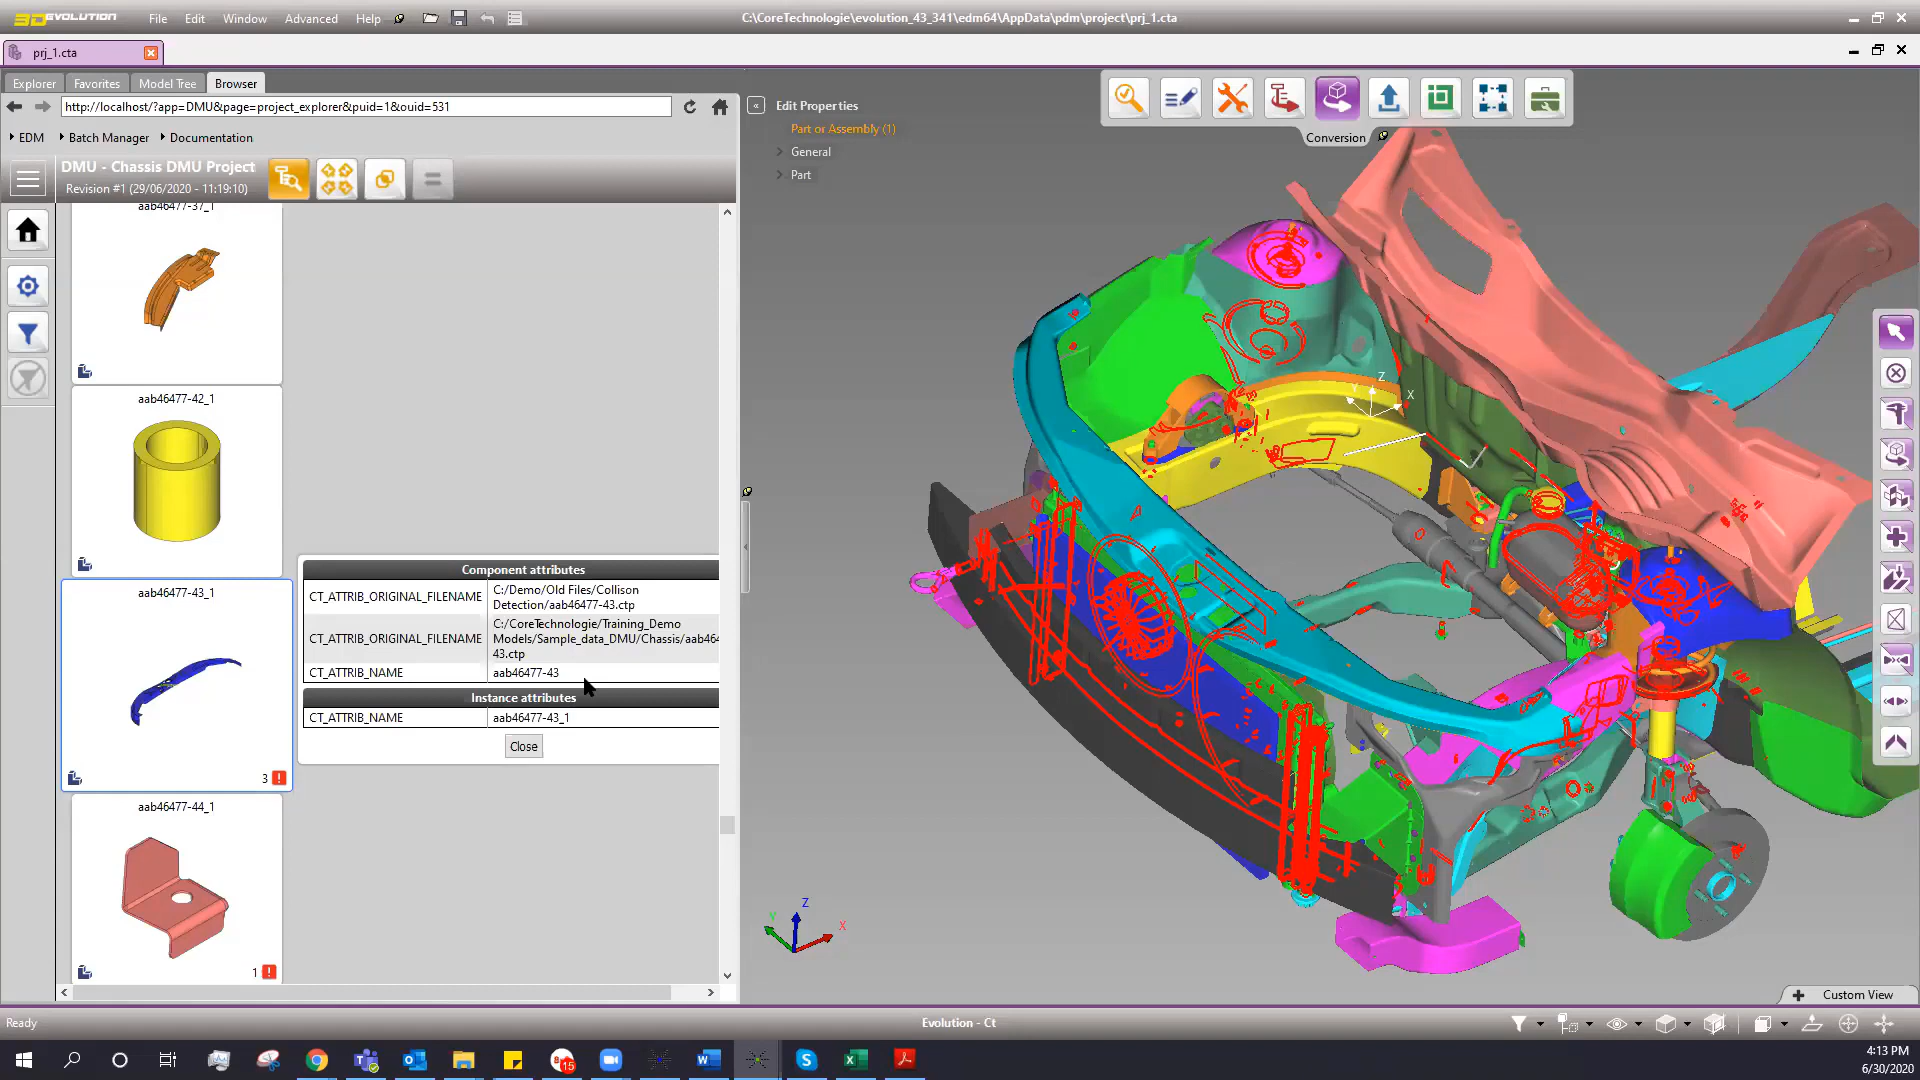 3DEVOLUTION
File Edit Window Advanced Help
C:\CoreTechnologie\evolution_43_341\edm64\AppData\pdm\project\prj_1.cta
prj_1.cta
Explorer Favorites Model Tree Browser
http://localhost/?app=DMU&page=project_explorer&puid=1&ouid=531
EDM Batch Manager Documentation
DMU - Chassis DMU Project
Revision #1 (29/06/2020 - 11:19:10)
aab46477-37_1
aab46477-42_1
aab46477-43_1
3
aab46477-44_1
1
Component attributes
CT_ATTRIB_ORIGINAL_FILENAME
C:/Demo/Old Files/Collison
Detection/aab46477-43.ctp
CT_ATTRIB_ORIGINAL_FILENAME
C:/CoreTechnologie/Training_Demo
Models/Sample_data_DMU/Chassis/aab464
43.ctp
CT_ATTRIB_NAME aab46477-43
Instance attributes
CT_ATTRIB_NAME aab46477-43_1
Close
Edit Properties
Part or Assembly (1)
General
Part
Conversion
Z
Y
X
Z
Y
X
Custom View
Ready
Evolution - Ct
15
4:13 PM
6/30/2020